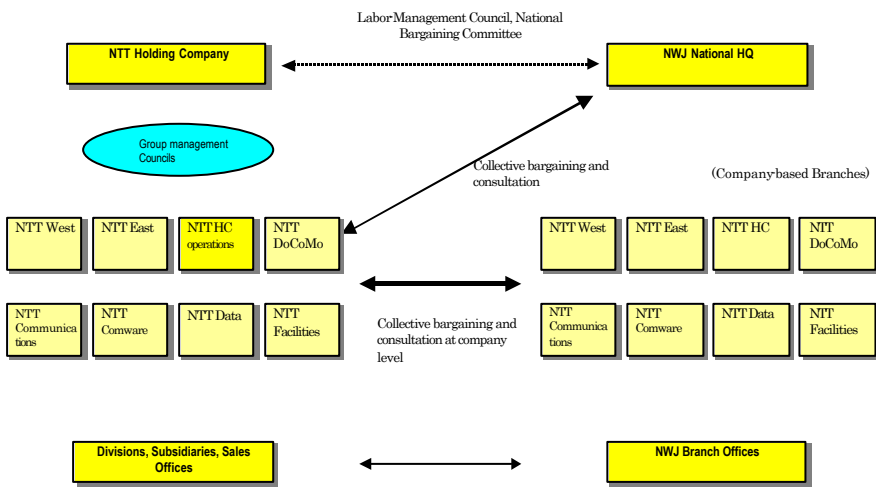 Labor-Management Council, National
Bargaining Committee
NTT Holding Company
NWJ National HQ
Group management
Councils
Collective bargaining and
consultation
(Company-based Branches)
NTT West
NTT East
NTT HC
operations
NTT
DoCoMo
NTT West
NTT East
NTT HC
NTT
DoCoMo
NTT
Communica
tions
NTT
Comware
NTT Data
NTT
Facilities
Collective bargaining and
consultation at company
level
NTT
Communica
tions
NTT
Comware
NTT Data
NTT
Facilities
Divisions, Subsidiaries, Sales
Offices
NWJ Branch Offices